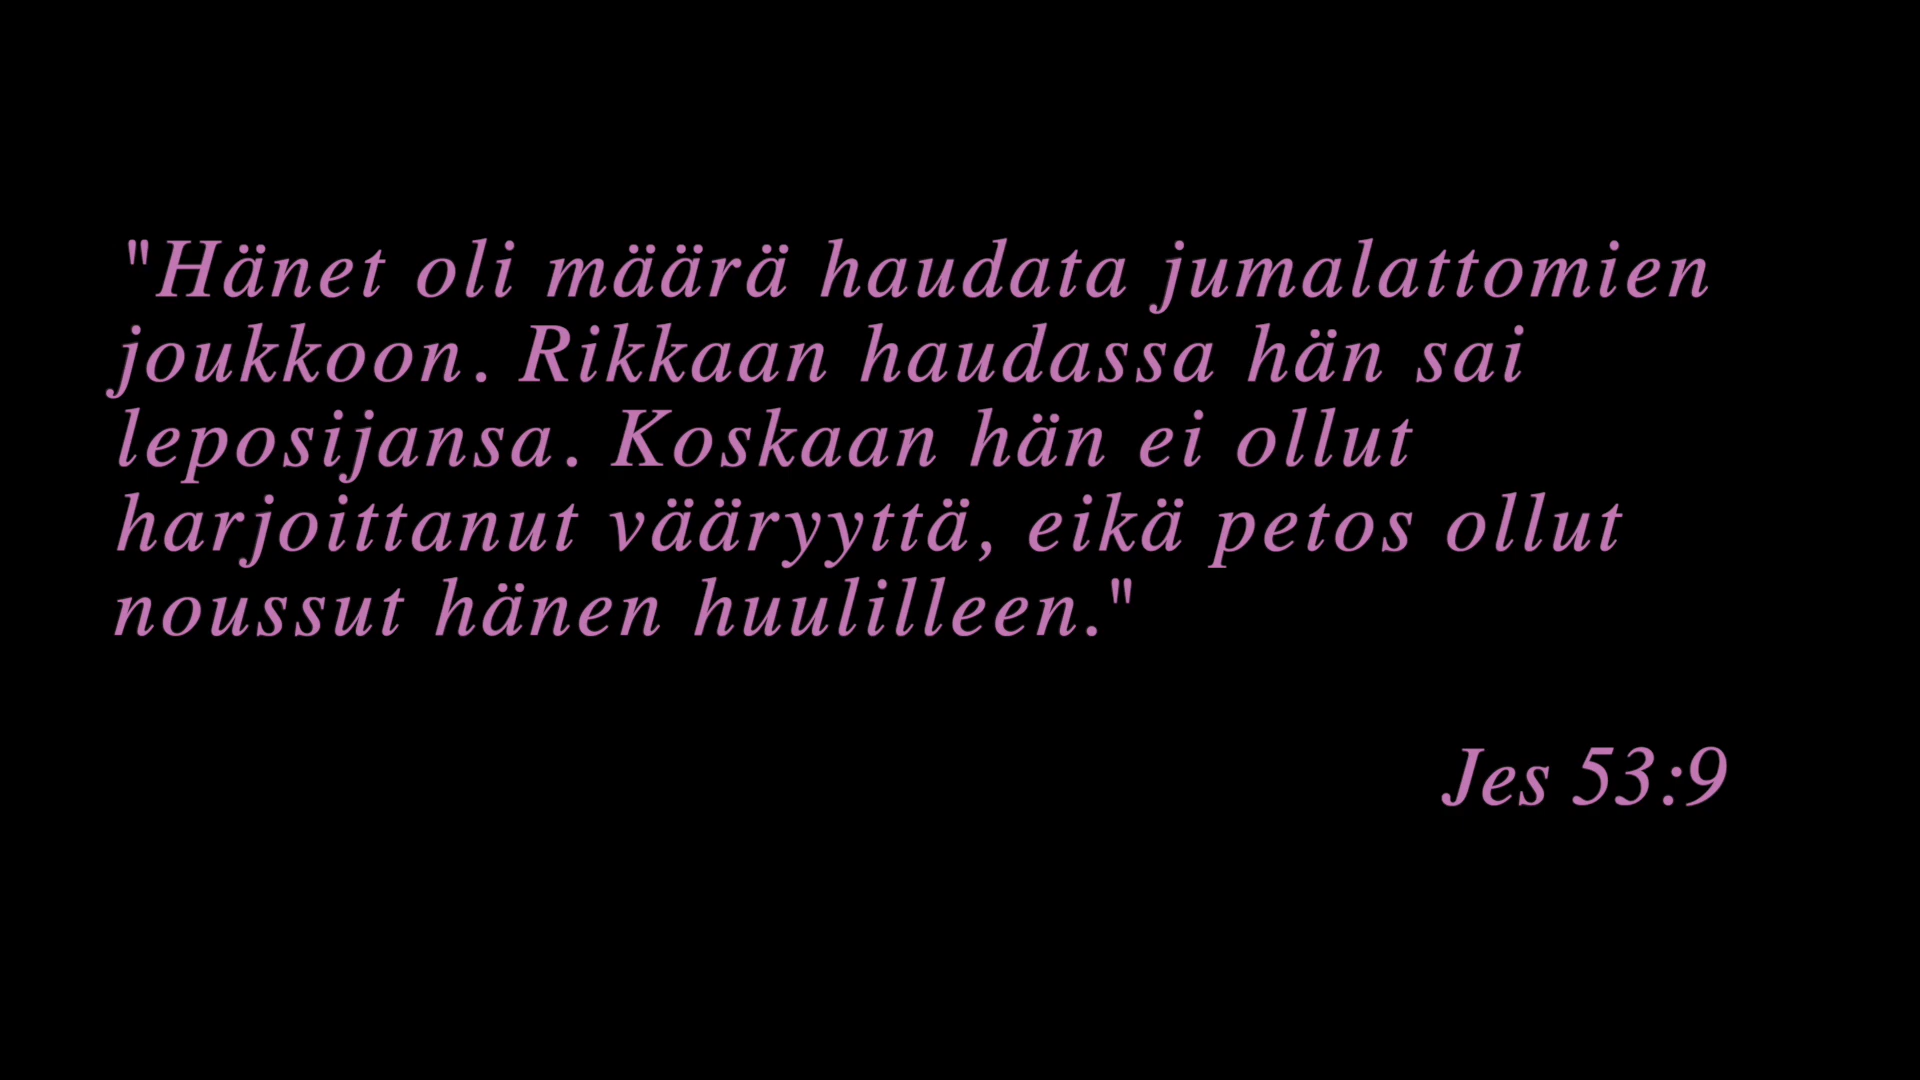 "Hänet oli määrä haudata jumalattomien
joukkoon. Rikkaan haudassa hän sai
leposijansa. Koskaan hän ei ollut
harjoittanut vääryyttä, eikä petos ollut
noussut hänen huulilleen."
Jes 53:9